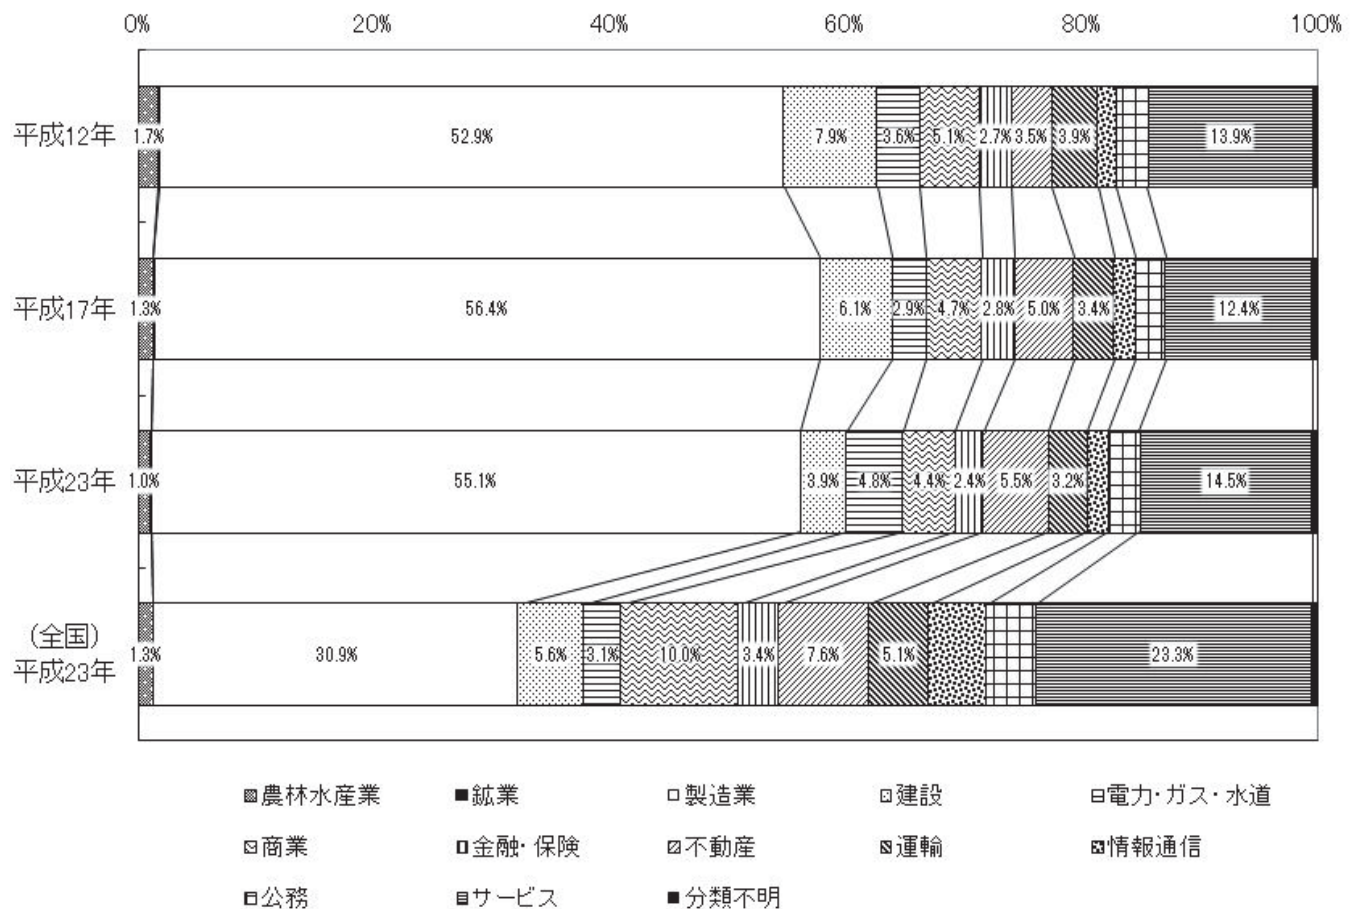 0% 20% 40% 60% 80% 100%
平成12年 1.7% 52.9% 7.9% 3.6% 5.1% 2.7% 3.5% 3.9% 13.9%
平成17年 1.3% 56.4% 6.1% 2.9% 4.7% 2.8% 5.0% 3.4% 12.4%
平成23年 1.0% 55.1% 3.9% 4.8% 4.4% 2.4% 5.5% 3.2% 14.5%
(全国)
平成23年 1.3% 30.9% 5.6% 3.1% 10.0% 3.4% 7.6% 5.1% 23.3%
農林水産業 鉱業 製造業 建設 電力・ガス・水道
商業 金融・保険 不動産 運輸 情報通信
公務 サービス 分類不明